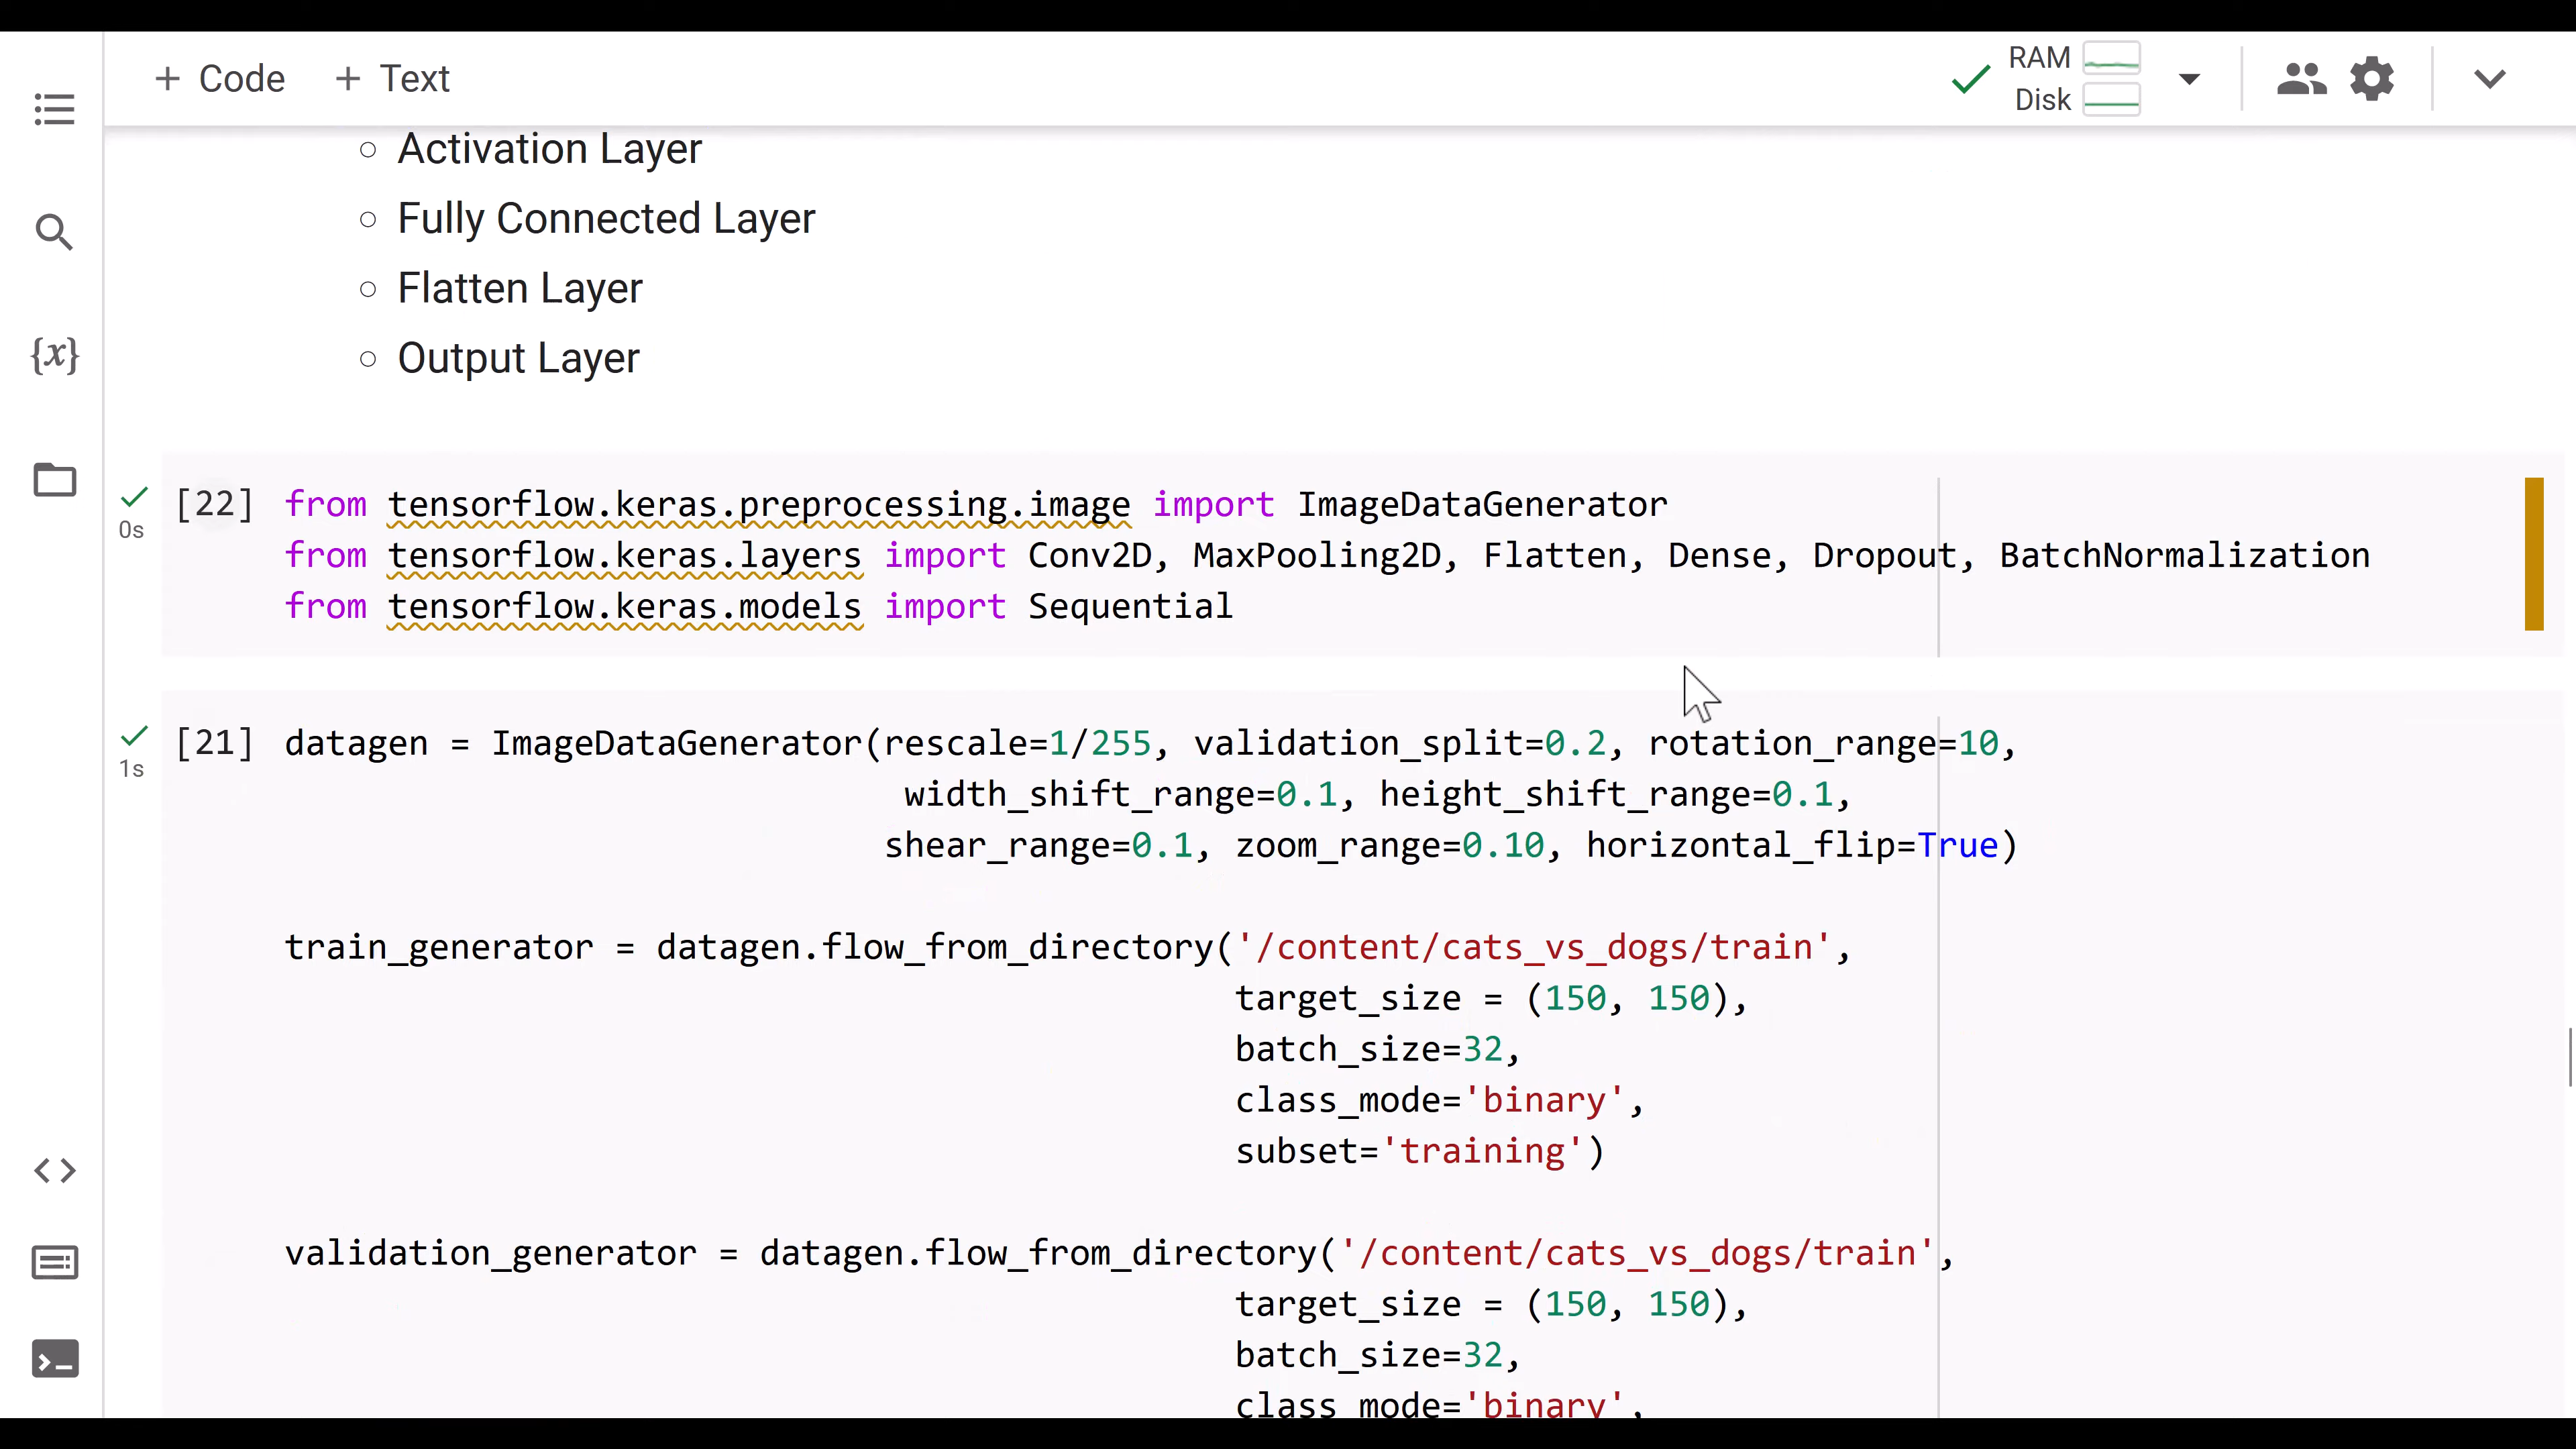 + Code + Text
RAM
Disk
○ Activation Layer
○ Fully Connected Layer
○ Flatten Layer
○ Output Layer
{x}
[22] from tensorflow.keras.preprocessing.image import ImageDataGenerator
0s
from tensorflow.keras.layers import Conv2D, MaxPooling2D, Flatten, Dense, Dropout, BatchNormalization
from tensorflow.keras.models import Sequential
[21] datagen = ImageDataGenerator(rescale=1/255, validation_split=0.2, rotation_range=10,
1s
width_shift_range=0.1, height_shift_range=0.1,
shear_range=0.1, zoom_range=0.10, horizontal_flip=True)
train_generator = datagen.flow_from_directory('/content/cats_vs_dogs/train',
target_size = (150, 150),
batch_size=32,
class_mode='binary',
subset='training')
validation_generator = datagen.flow_from_directory('/content/cats_vs_dogs/train',
target_size = (150, 150),
batch_size=32,
class_mode='binary',